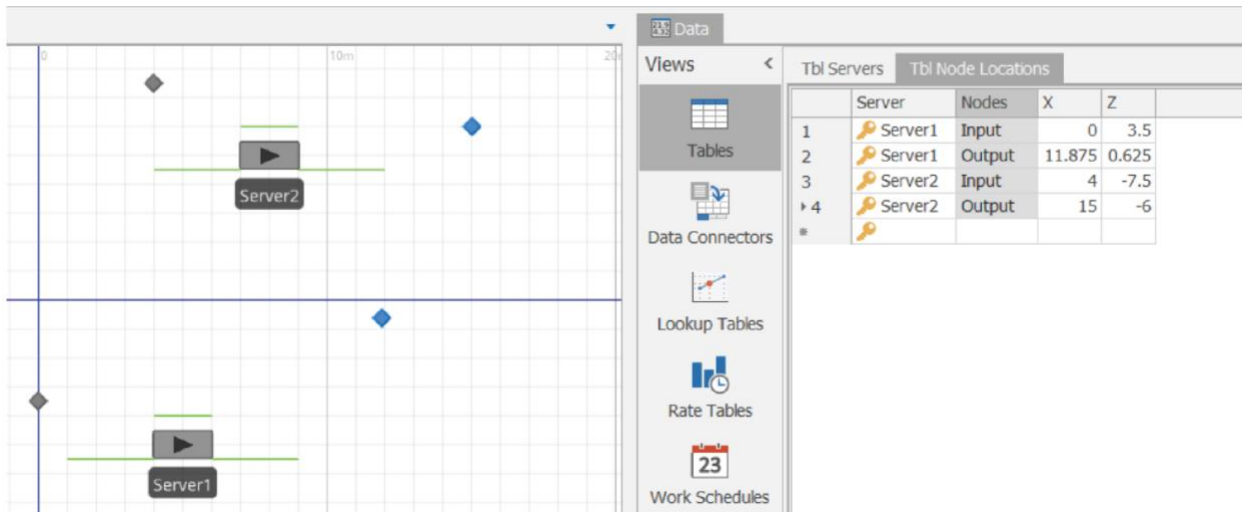 0
10m
20m
Server2
Server1
Data
Views <
Tables
Data Connectors
Lookup Tables
Rate Tables
23
Work Schedules
Tbl Servers Tbl Node Locations
Server Nodes X Z
1 Server1 Input 0 3.5
2 Server1 Output 11.875 0.625
3 Server2 Input 4 -7.5
4 Server2 Output 15 -6